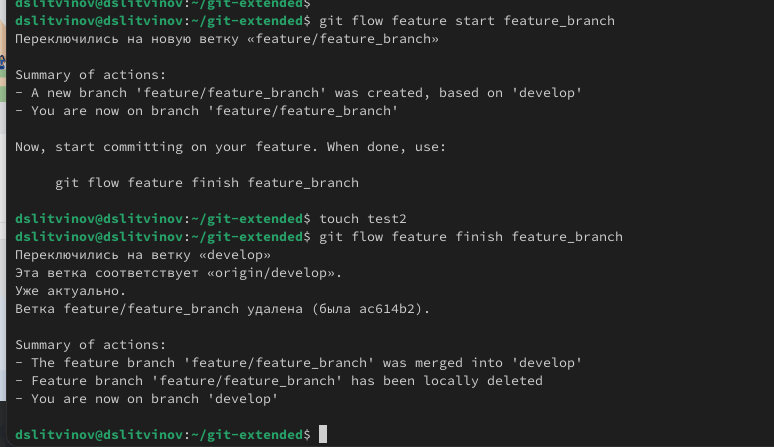 dslitvinov@dslitvinov:~/git-extended$
dslitvinov@dslitvinov:~/git-extended$ git flow feature start feature_branch
Переключились на новую ветку «feature/feature_branch»
Summary of actions:
- A new branch 'feature/feature_branch' was created, based on 'develop'
- You are now on branch 'feature/feature_branch'
Now, start committing on your feature. When done, use:
git flow feature finish feature_branch
dslitvinov@dslitvinov:~/git-extended$ touch test2
dslitvinov@dslitvinov:~/git-extended$ git flow feature finish feature_branch
Переключились на ветку «develop»
Эта ветка соответствует «origin/develop».
Уже актуально.
Ветка feature/feature_branch удалена (была ac614b2).
Summary of actions:
- The feature branch 'feature/feature_branch' was merged into 'develop'
- Feature branch 'feature/feature_branch' has been locally deleted
- You are now on branch 'develop'
dslitvinov@dslitvinov:~/git-extended$